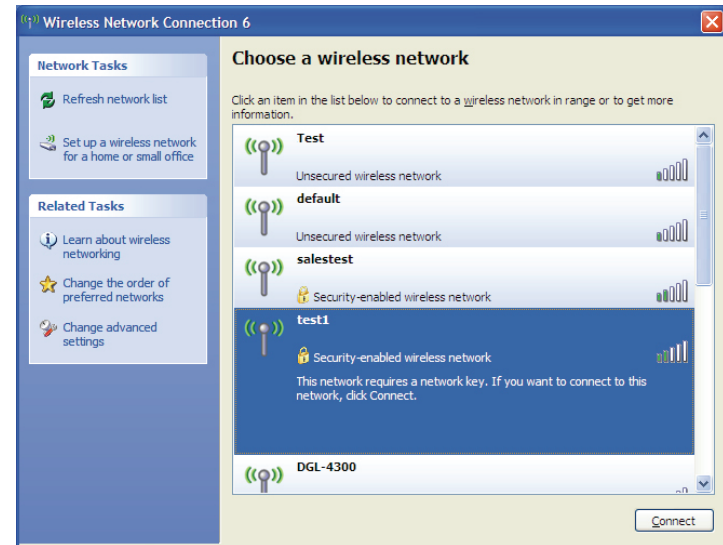 Wireless Network Connection 6
Network Tasks
Refresh network list
Set up a wireless network
for a home or small office
Related Tasks
Learn about wireless
networking
Change the order of
preferred networks
Change advanced
settings
Choose a wireless network
Click an item in the list below to connect to a wireless network in range or to get more
information.
Test
Unsecured wireless network
default
Unsecured wireless network
salestest
Security-enabled wireless network
test1
Security-enabled wireless network
This network requires a network key. If you want to connect to this
network, click Connect.
DGL-4300
Connect